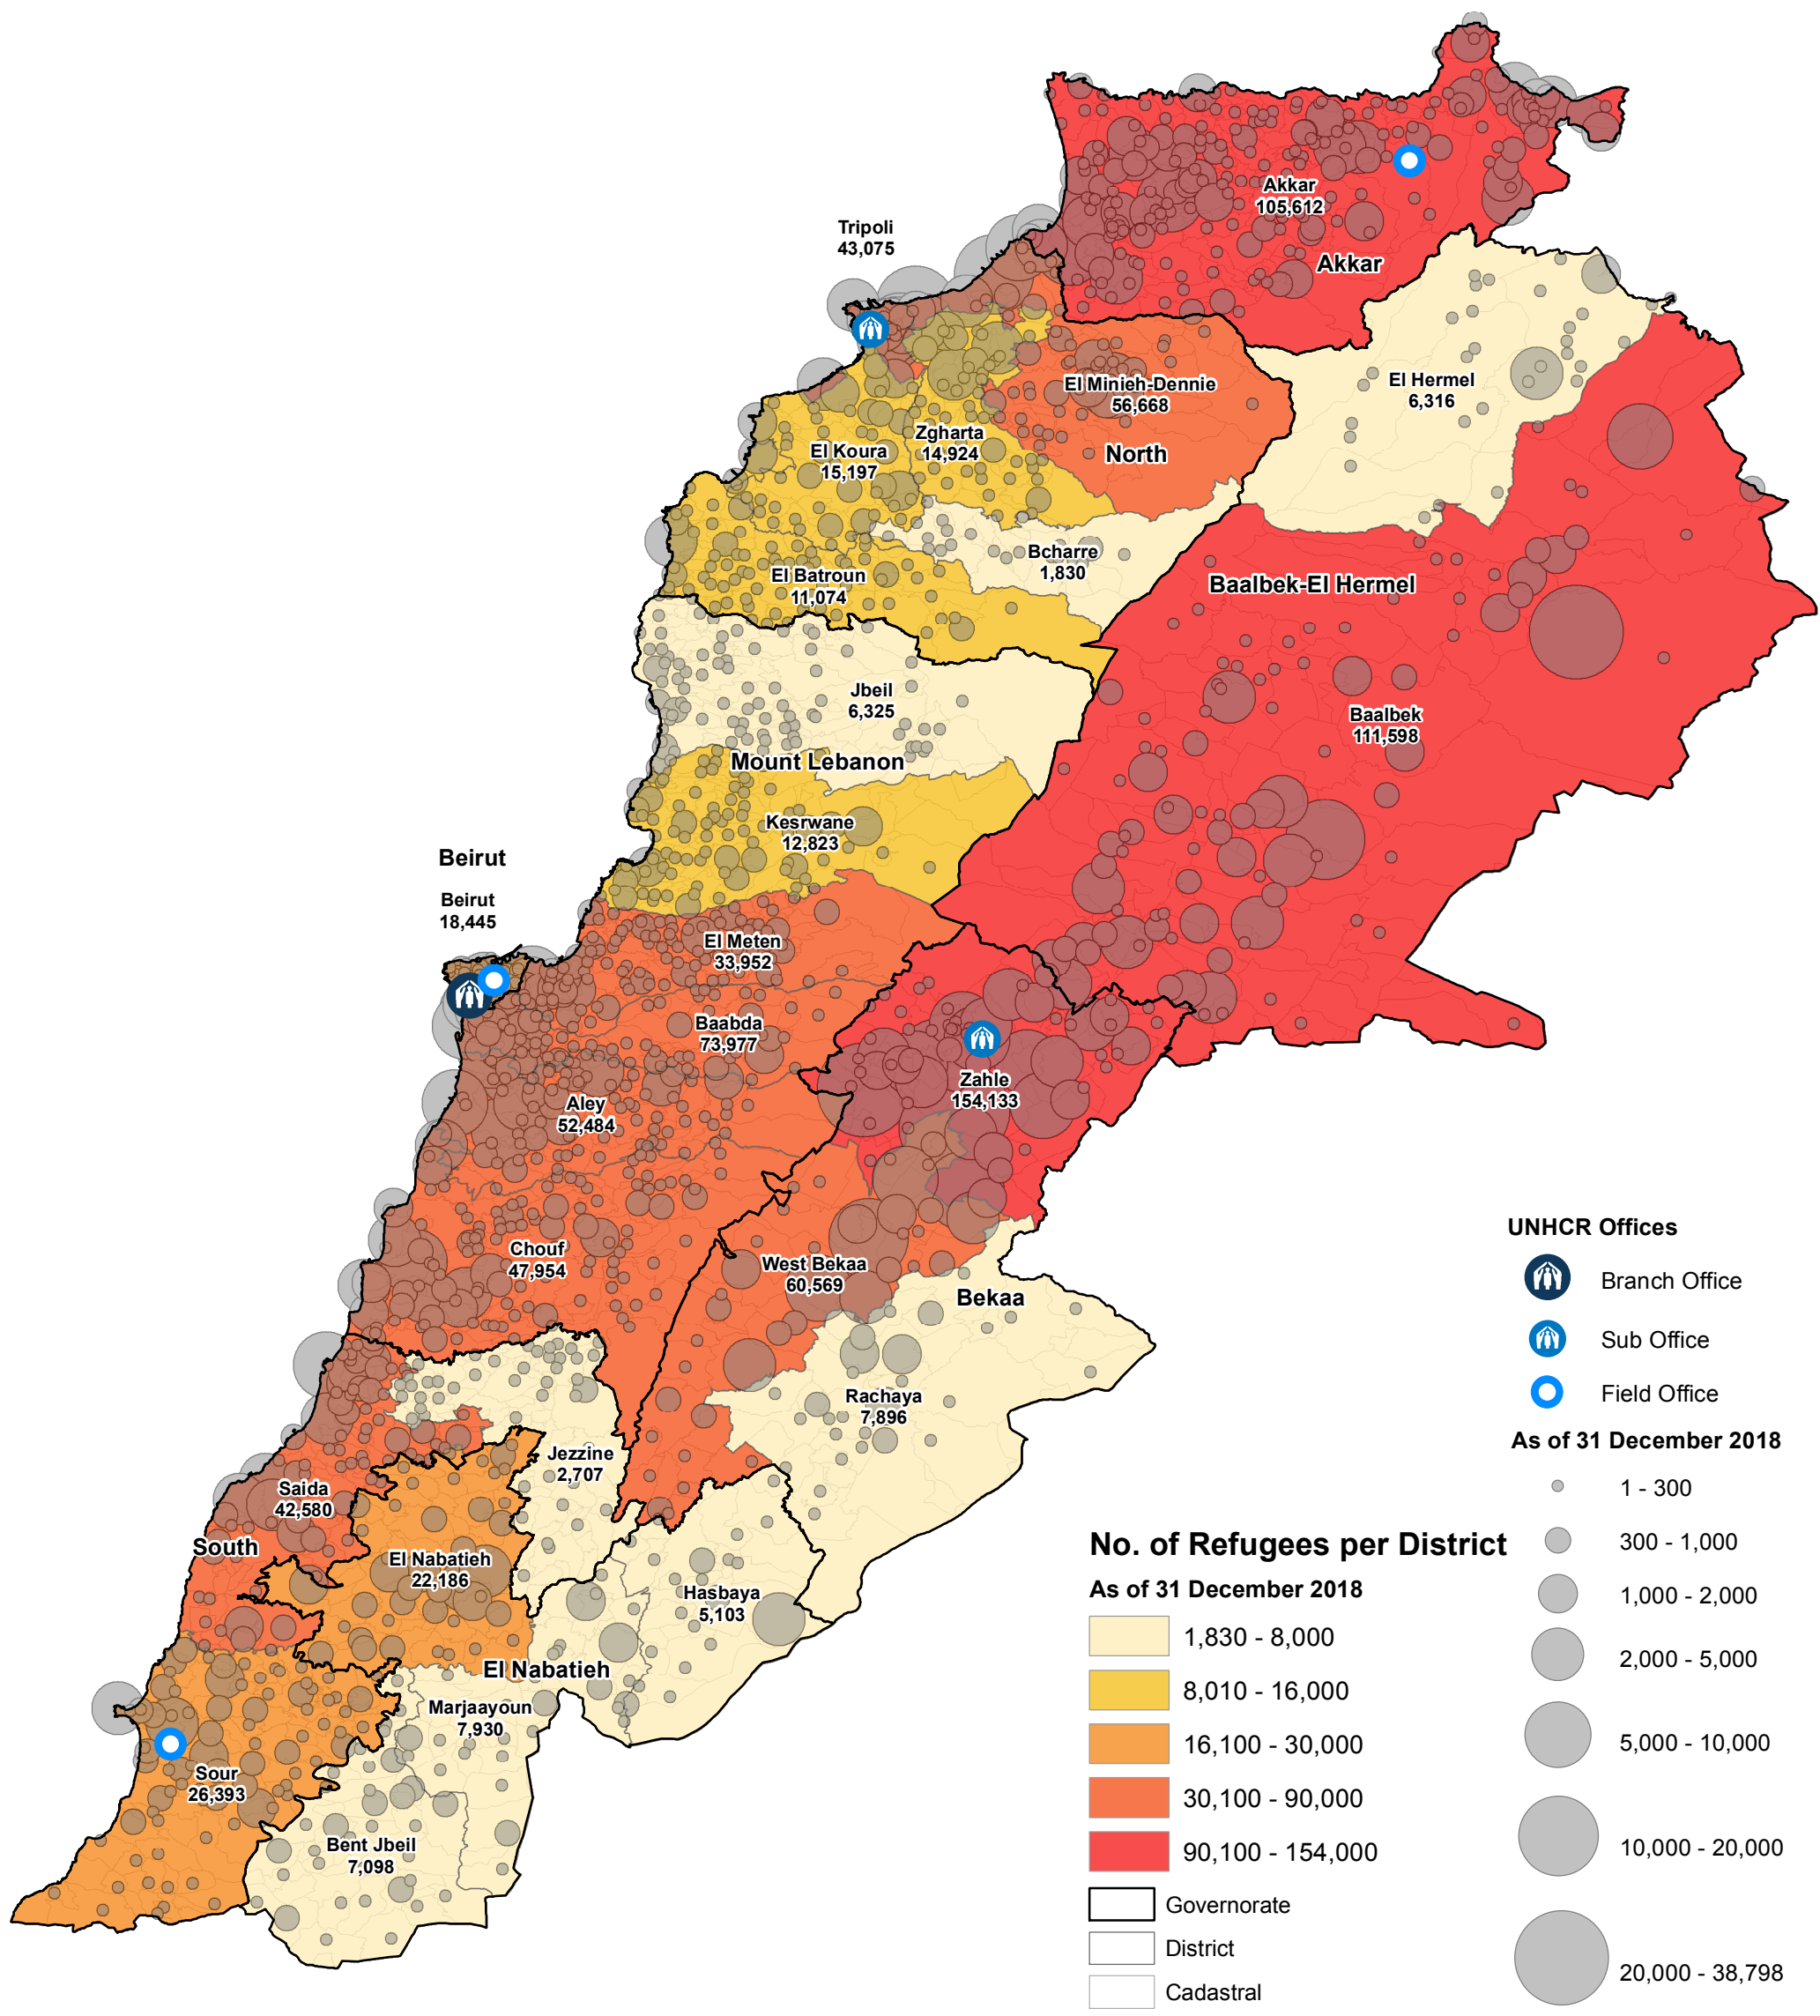 Akkar
105,612
Akkar
Tripoli
43,075
El Hermel
6,316
El Minieh-Dennie
56,668
North
Zgharta
14,924
El Koura
15,197
Bcharre
1,830
El Batroun
11,074
Baalbek-El Hermel
Jbeil
6,325
Baalbek
111,598
Mount Lebanon
Kesrwane
12,823
Beirut
Beirut
18,445
El Meten
33,952
Baabda
73,977
Zahle
154,133
Aley
52,484
Chouf
47,954
West Bekaa
60,569
Bekaa
Rachaya
7,896
Jezzine
2,707
Saida
42,580
South
El Nabatieh
22,186
Hasbaya
5,103
El Nabatieh
Marjaayoun
7,930
Sour
26,393
Bent Jbeil
7,098
UNHCR Offices
Branch Office
Sub Office
Field Office
As of 31 December 2018
1 - 300
300 - 1,000
1,000 - 2,000
2,000 - 5,000
5,000 - 10,000
10,000 - 20,000
20,000 - 38,798
No. of Refugees per District
As of 31 December 2018
1,830 - 8,000
8,010 - 16,000
16,100 - 30,000
30,100 - 90,000
90,100 - 154,000
Governorate
District
Cadastral